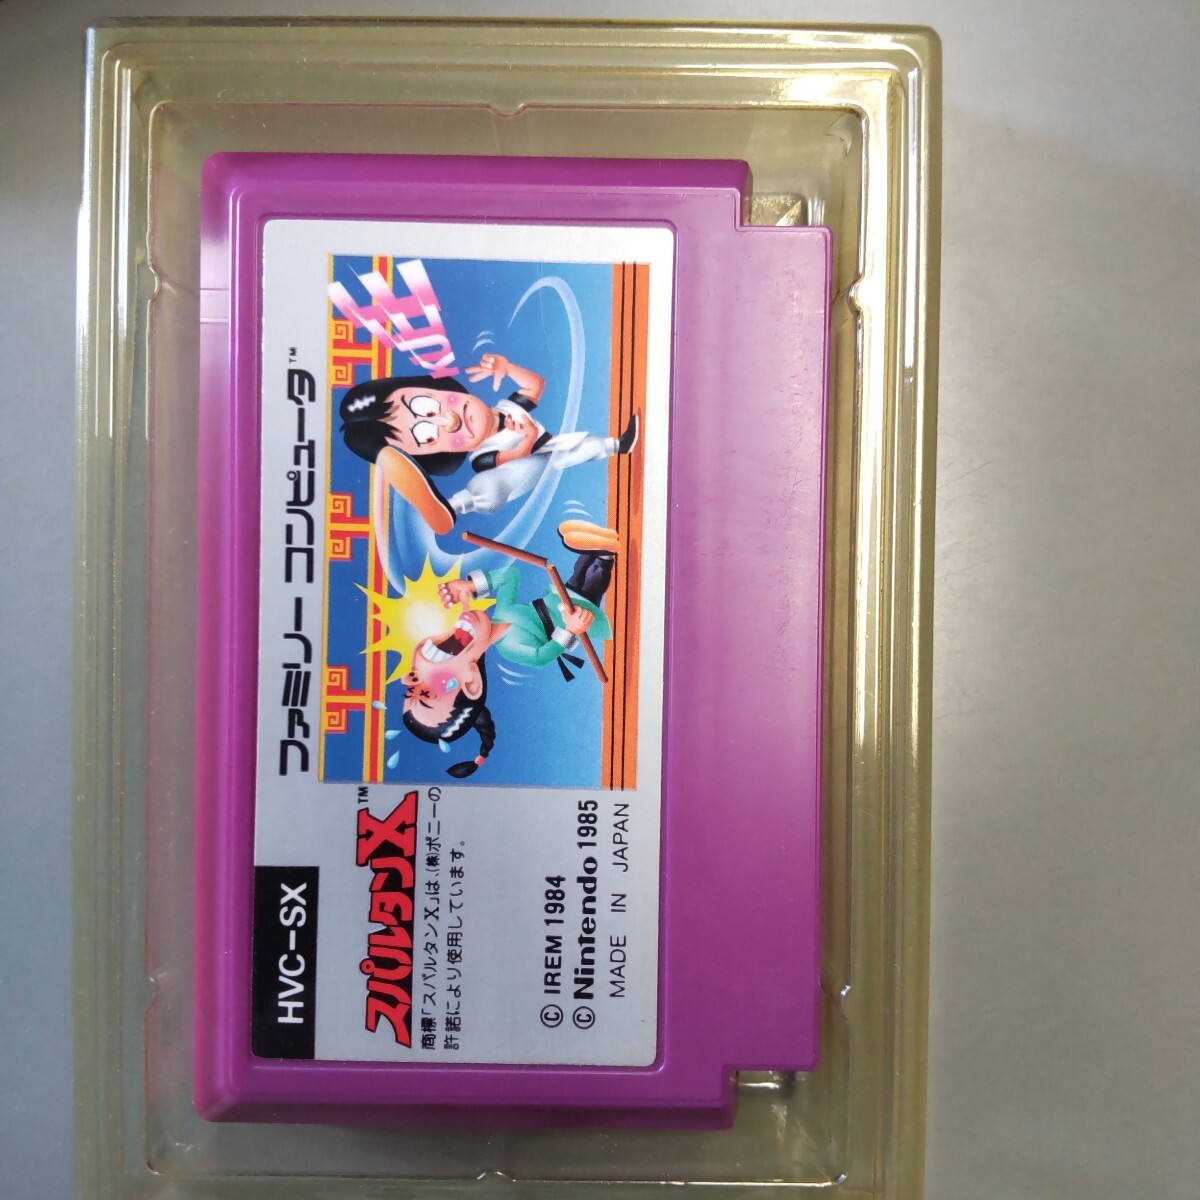 HVC-SX
ファミリー コンピュータ™
スパルタンX™
商標「スパルタンX」は、(株)ポニーの
許諾により使用しています。
© IREM 1984
© Nintendo 1985
MADE IN JAPAN